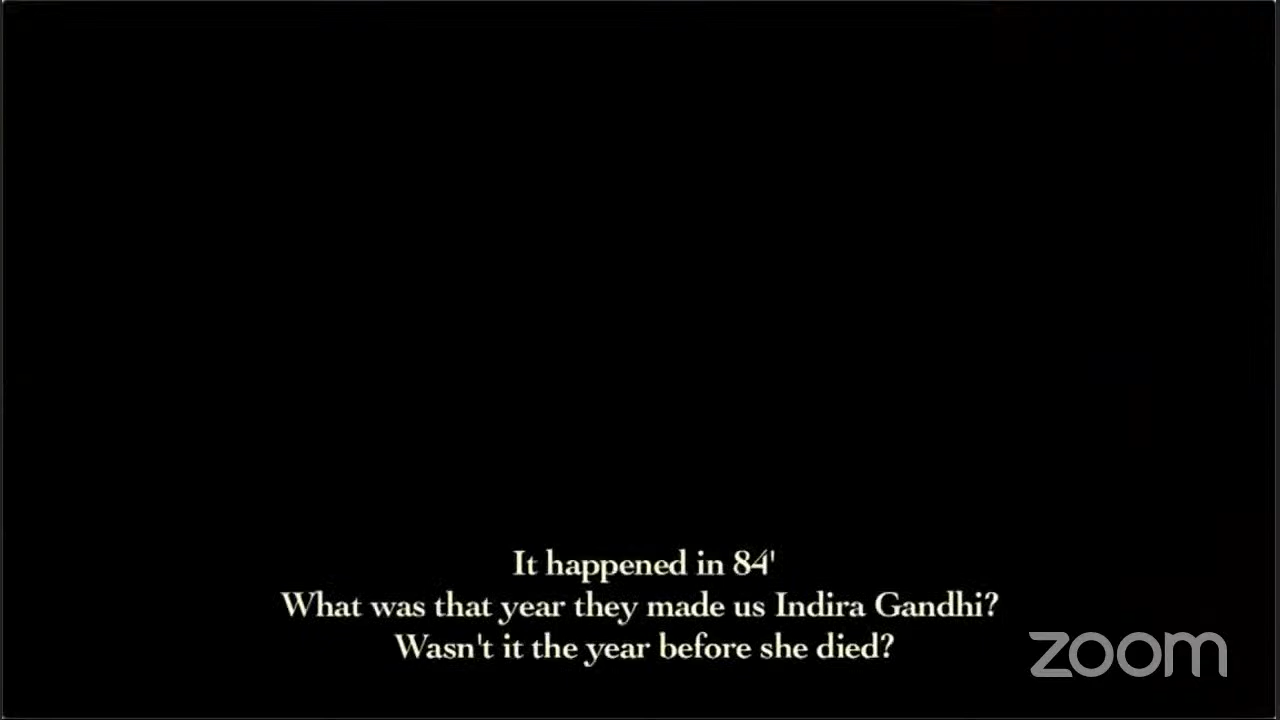 It happened in 84'
What was that year they made us Indira Gandhi?
Wasn't it the year before she died?
zoom